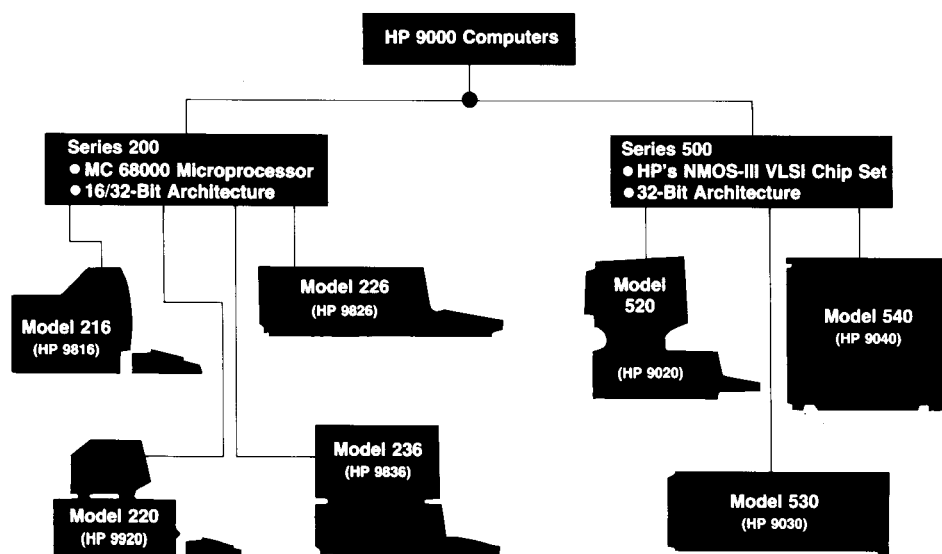 HP 9000 Computers
Series 200
● MC 68000 Microprocessor
● 16/32-Bit Architecture
Series 500
● HP's NMOS-III VLSI Chip Set
● 32-Bit Architecture
Model 216
(HP 9816)
Model 226
(HP 9826)
Model
520
(HP 9020)
Model 540
(HP 9040)
Model 220
(HP 9920)
Model 236
(HP 9836)
Model 530
(HP 9030)